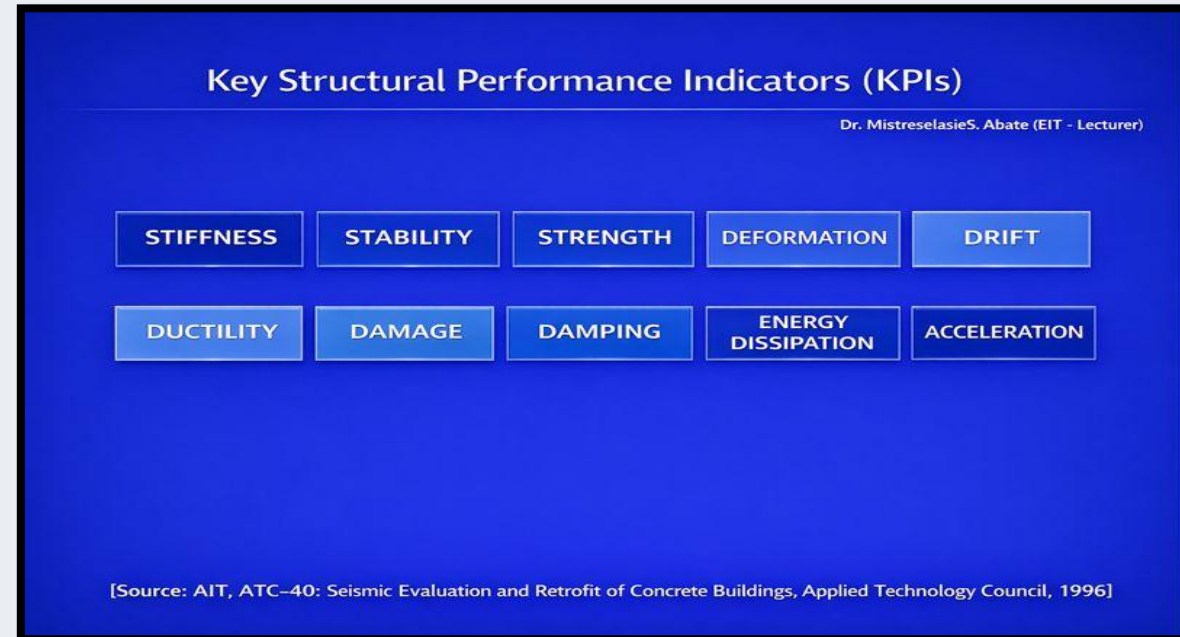 Key Structural Performance Indicators (KPIs)
Dr. MistreselasieS. Abate (EIT - Lecturer)
STIFFNESS
STABILITY
STRENGTH
DEFORMATION
DRIFT
DUCTILITY
DAMAGE
DAMPING
ENERGY
DISSIPATION
ACCELERATION
[Source: AIT, ATC–40: Seismic Evaluation and Retrofit of Concrete Buildings, Applied Technology Council, 1996]